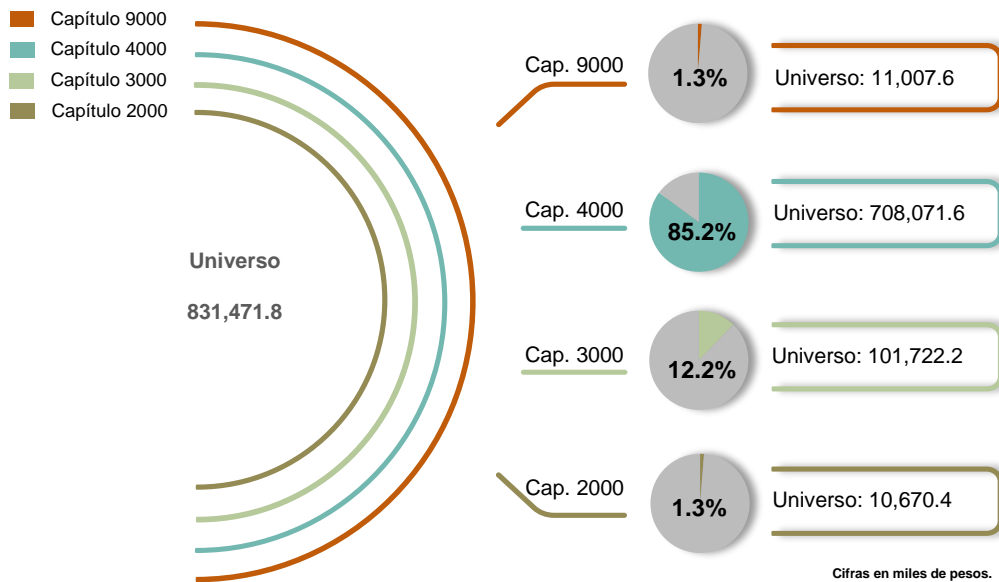 Capítulo 9000
Capítulo 4000
Capítulo 3000
Capítulo 2000
Universo
831,471.8
Cap. 9000
1.3%
Universo: 11,007.6
Cap. 4000
85.2%
Universo: 708,071.6
Cap. 3000
12.2%
Universo: 101,722.2
Cap. 2000
1.3%
Universo: 10,670.4
Cifras en miles de pesos.